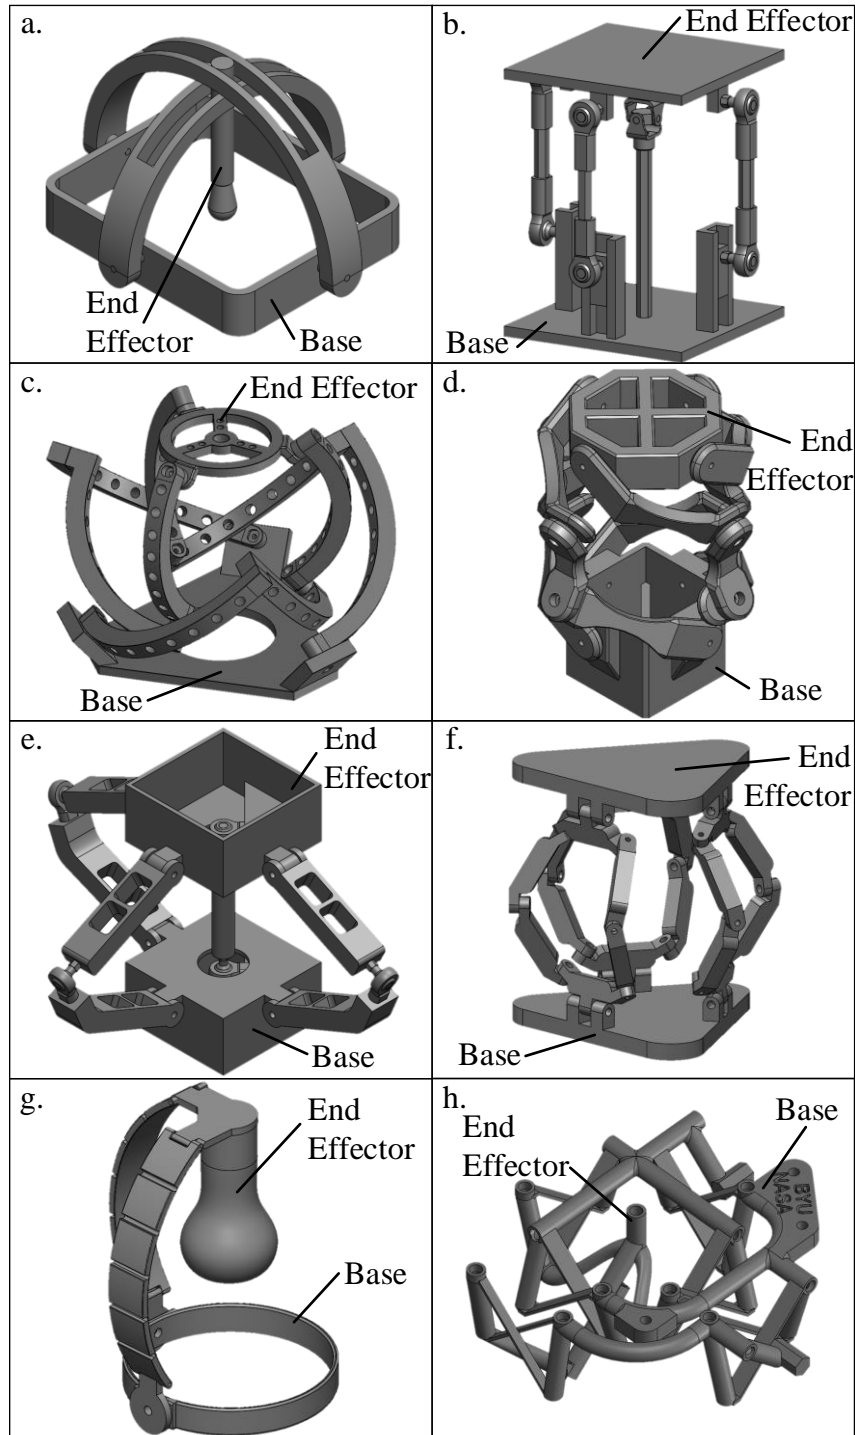 a.
End
Effector
Base
b.
End Effector
Base
c.
End Effector
Base
d.
End
Effector
Base
e.
End
Effector
Base
f.
End
Effector
Base
g.
End
Effector
Base
h.
Base
End
Effector
BYU
NASA